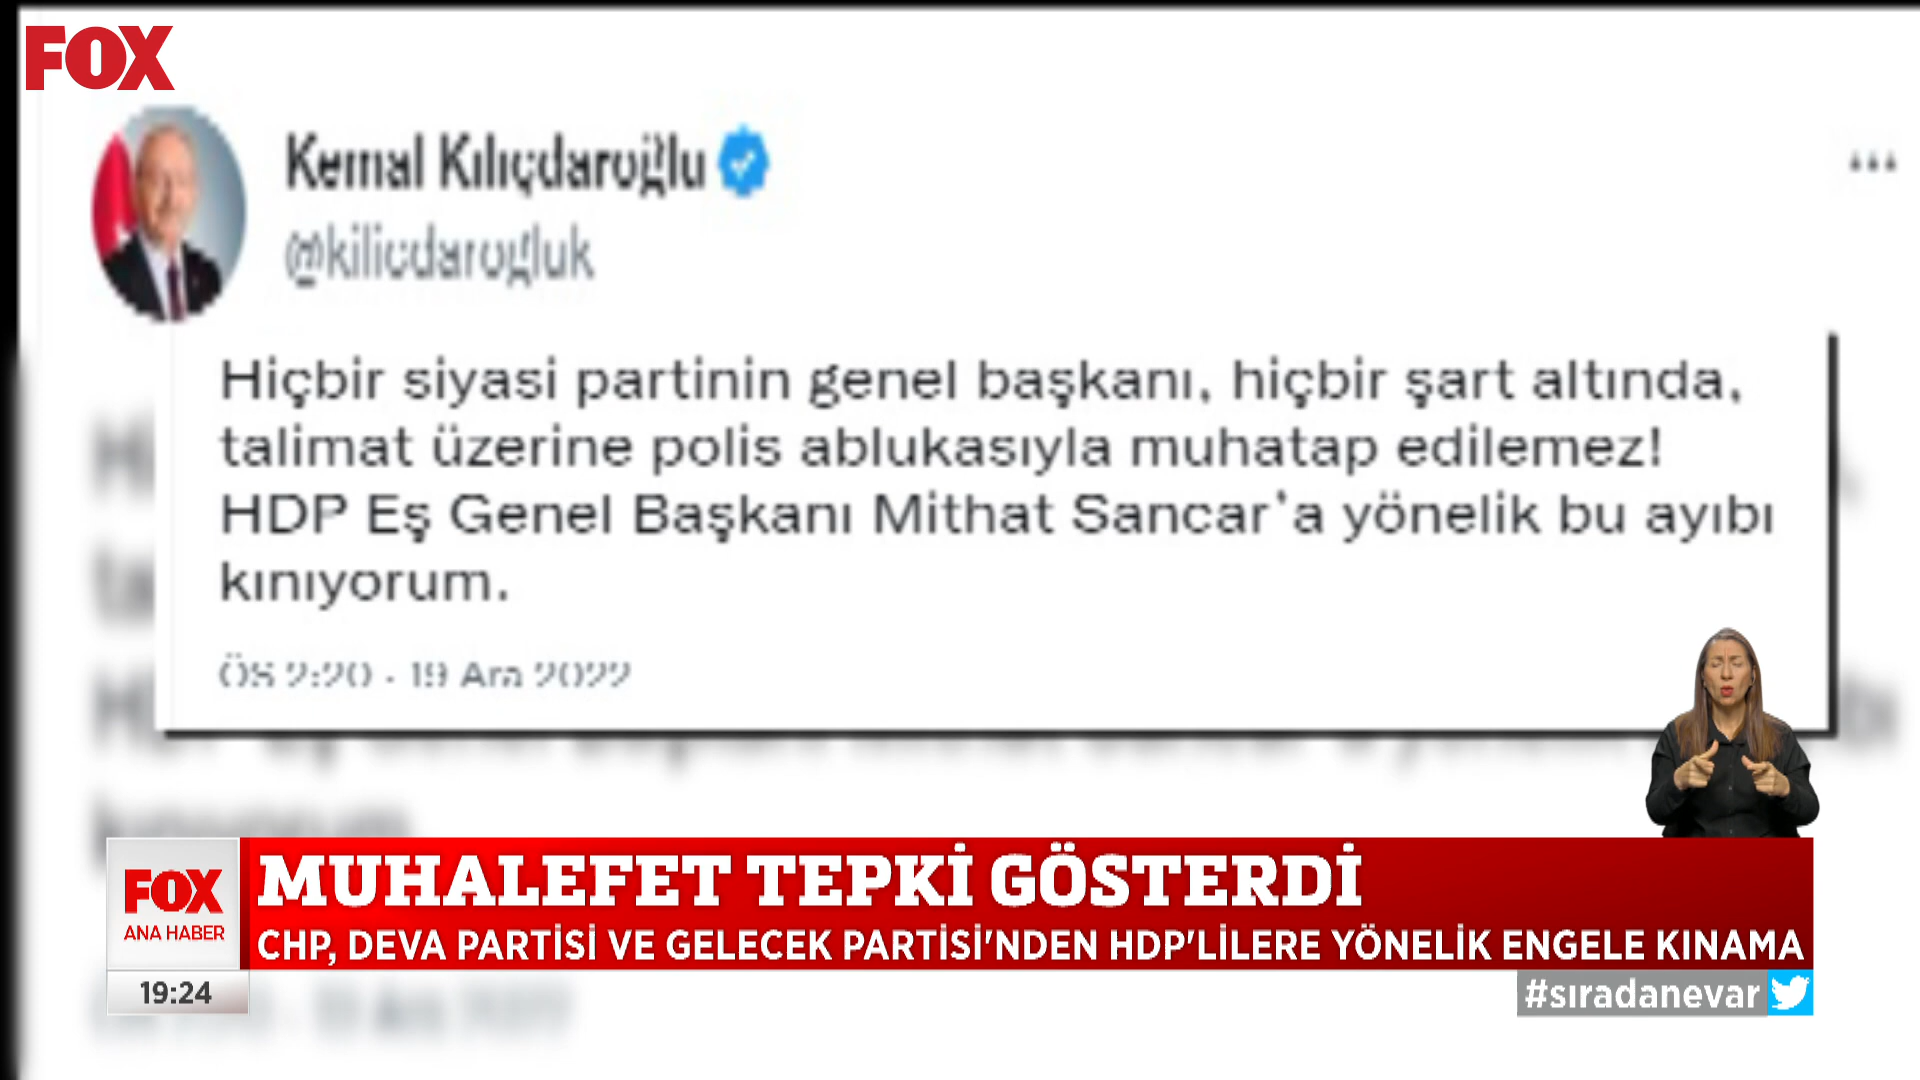 FOX
Kemal Kılıçdaroğlu
@kilicdarogluk
Hiçbir siyasi partinin genel başkanı, hiçbir şart altında,
talimat üzerine polis ablukasıyla muhatap edilemez!
HDP Eş Genel Başkanı Mithat Sancar'a yönelik bu ayıbı
kınıyorum.
ÖS 2:20 · 19 Ara 2022
FOX
ANA HABER
MUHALEFET TEPKİ GÖSTERDİ
CHP, DEVA PARTİSİ VE GELECEK PARTİSİ'NDEN HDP'LİLERE YÖNELİK ENGELE KINAMA
19:24
#sıradanevar